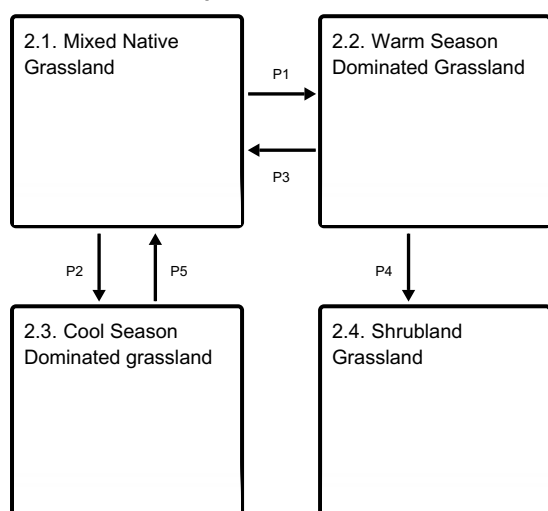 2.1. Mixed Native
Grassland
2.2. Warm Season
Dominated Grassland
P1
P3
P2
P5
P4
2.3. Cool Season
Dominated grassland
2.4. Shrubland
Grassland